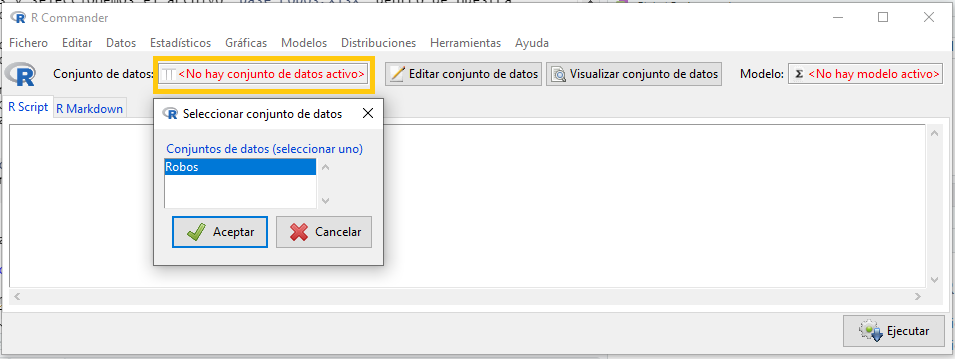 R Commander
Fichero Editar Datos Estadísticos Gráficas Modelos Distribuciones Herramientas Ayuda
R Conjunto de datos: <No hay conjunto de datos activo> Editar conjunto de datos Visualizar conjunto de datos Modelo: Σ <No hay modelo activo>
R Script R Markdown
Seleccionar conjunto de datos
Conjuntos de datos (seleccionar uno)
Robos
Aceptar Cancelar
Ejecutar